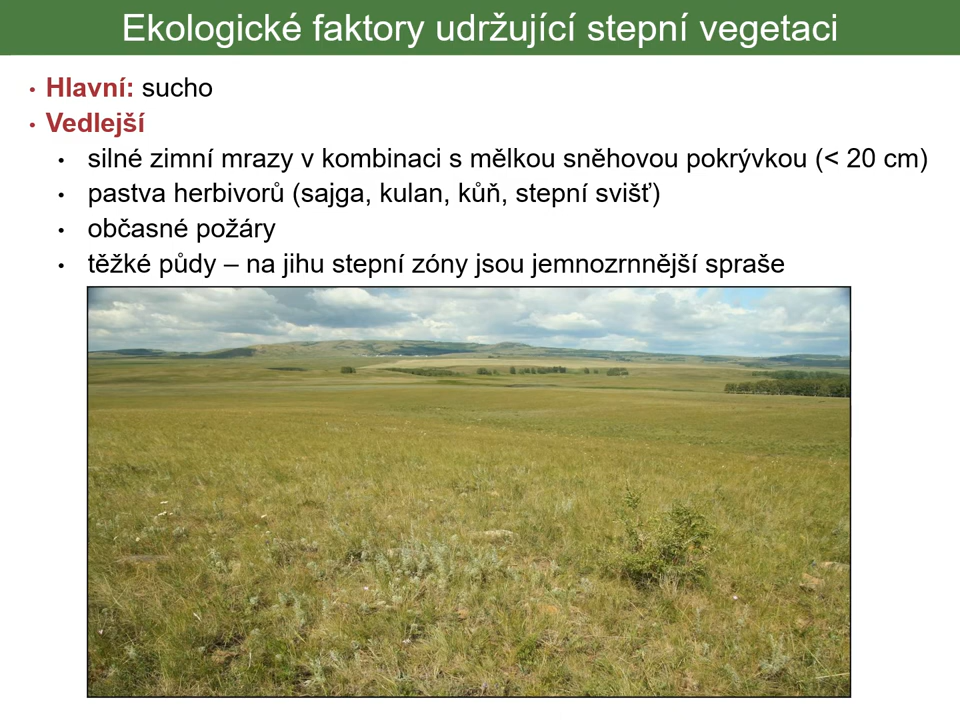 Ekologické faktory udržující stepní vegetaci
• Hlavní: sucho
• Vedlejší
• silné zimní mrazy v kombinaci s mělkou sněhovou pokrývkou (< 20 cm)
• pastva herbivorů (sajga, kulan, kůň, stepní svišť)
• občasné požáry
• těžké půdy – na jihu stepní zóny jsou jemnozrnnější spraše